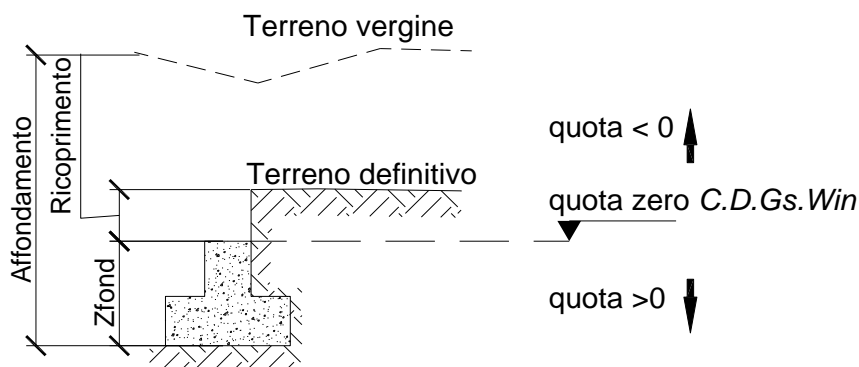 Terreno vergine
Affondamento
Ricoprimento
quota < 0
Terreno definitivo
quota zero C.D.Gs.Win
Zfond
quota >0